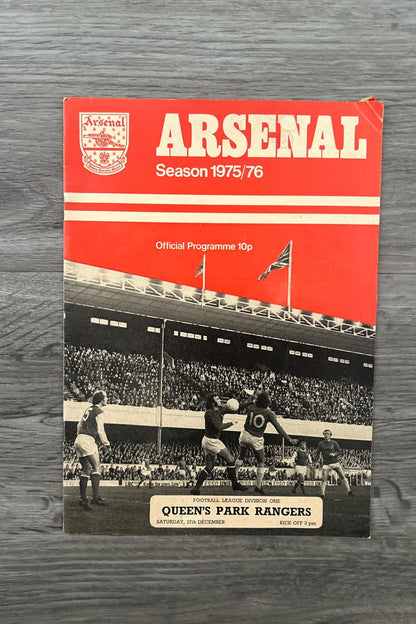 Arsenal
ARSENAL
Season 1975/76
Official Programme 10p
10
FOOTBALL LEAGUE DIVISION ONE
QUEEN'S PARK RANGERS
SATURDAY, 27th DECEMBER KICK OFF 3 pm